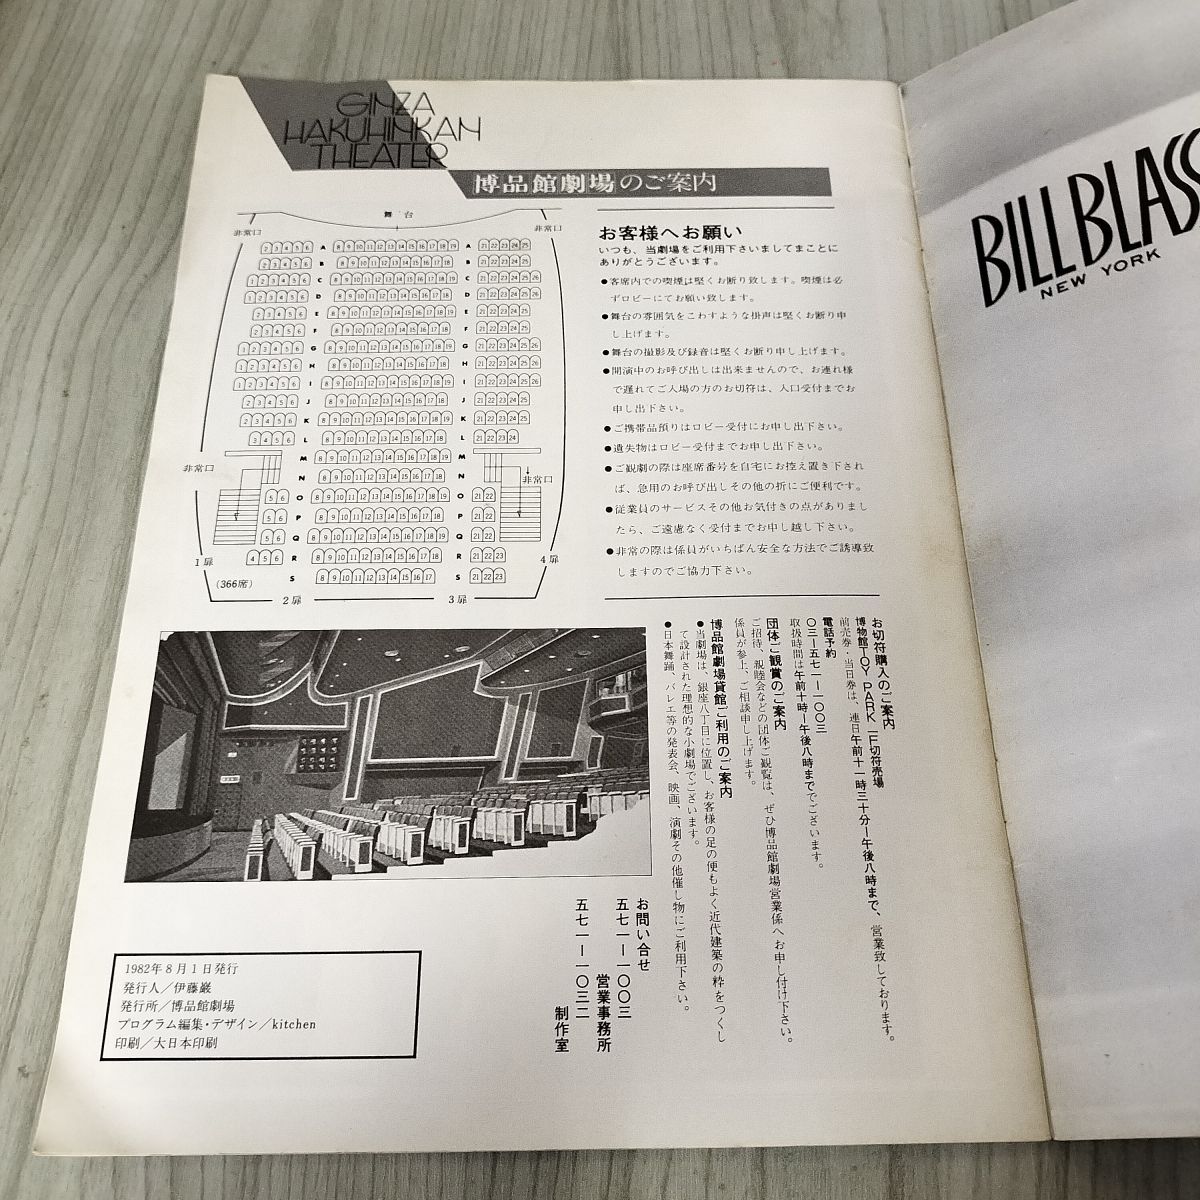 GINZA
HAKUHINKAN
THEATER
博品館劇場のご案内
舞台
非常口
非常口
非常口
非常口
1扉
2扉
3扉
4扉
(366席)
お客様へお願い
いつも、当劇場をご利用下さいましてまことに
ありがとうございます。
●客席内での喫煙は堅くお断り致します。喫煙は必
ずロビーにてお願い致します。
●舞台の雰囲気をこわすような掛声は堅くお断り申
し上げます。
●舞台の撮影及び録音は堅くお断り申し上げます。
●開演中のお呼び出しは出来ませんので、お連れ様
で遅れてご入場の方のお切符は、入口受付までお
申し出下さい。
●ご携帯品預りはロビー受付にお申し出下さい。
●遺失物はロビー受付までお申し出下さい。
●ご観劇の際は座席番号を自宅にお控え置き下され
ば、急用のお呼び出しその他の折にご便利です。
●従業員のサービスその他お気付きの点がありまし
たら、ご遠慮なく受付までお申し越し下さい。
●非常の際は係員がいちばん安全な方法でご誘導致
しますのでご協力下さい。
お切符購入のご案内
博物館TOY PARK 1F切符売場
前売券・当日券は、連日午前十一時三十分ー午後八時まで、営業致しております。
電話予約
〇三ー五七一ー一〇〇三
取扱時間は午前十時ー午後八時まででございます。
団体ご観賞のご案内
ご招待、親睦会などの団体ご観覧は、ぜひ博品館劇場営業係へお申し付け下さい。
係員が参上、ご相談申し上げます。
博品館劇場貸館ご利用のご案内
●当劇場は、銀座八丁目に位置し、お客様の足の便もよく近代建築の粋をつくし
て設計された理想的な小劇場でございます。
●日本舞踊、バレエ等の発表会、映画、演劇その他催し物にご利用下さい。
お問い合せ
五七一ー一〇〇三
営業事務所
五七一ー一〇三二
制作室
1982年8月1日発行
発行人／伊藤巌
発行所／博品館劇場
プログラム編集・デザイン／kitchen
印刷／大日本印刷
BILL BLASS
NEW YORK